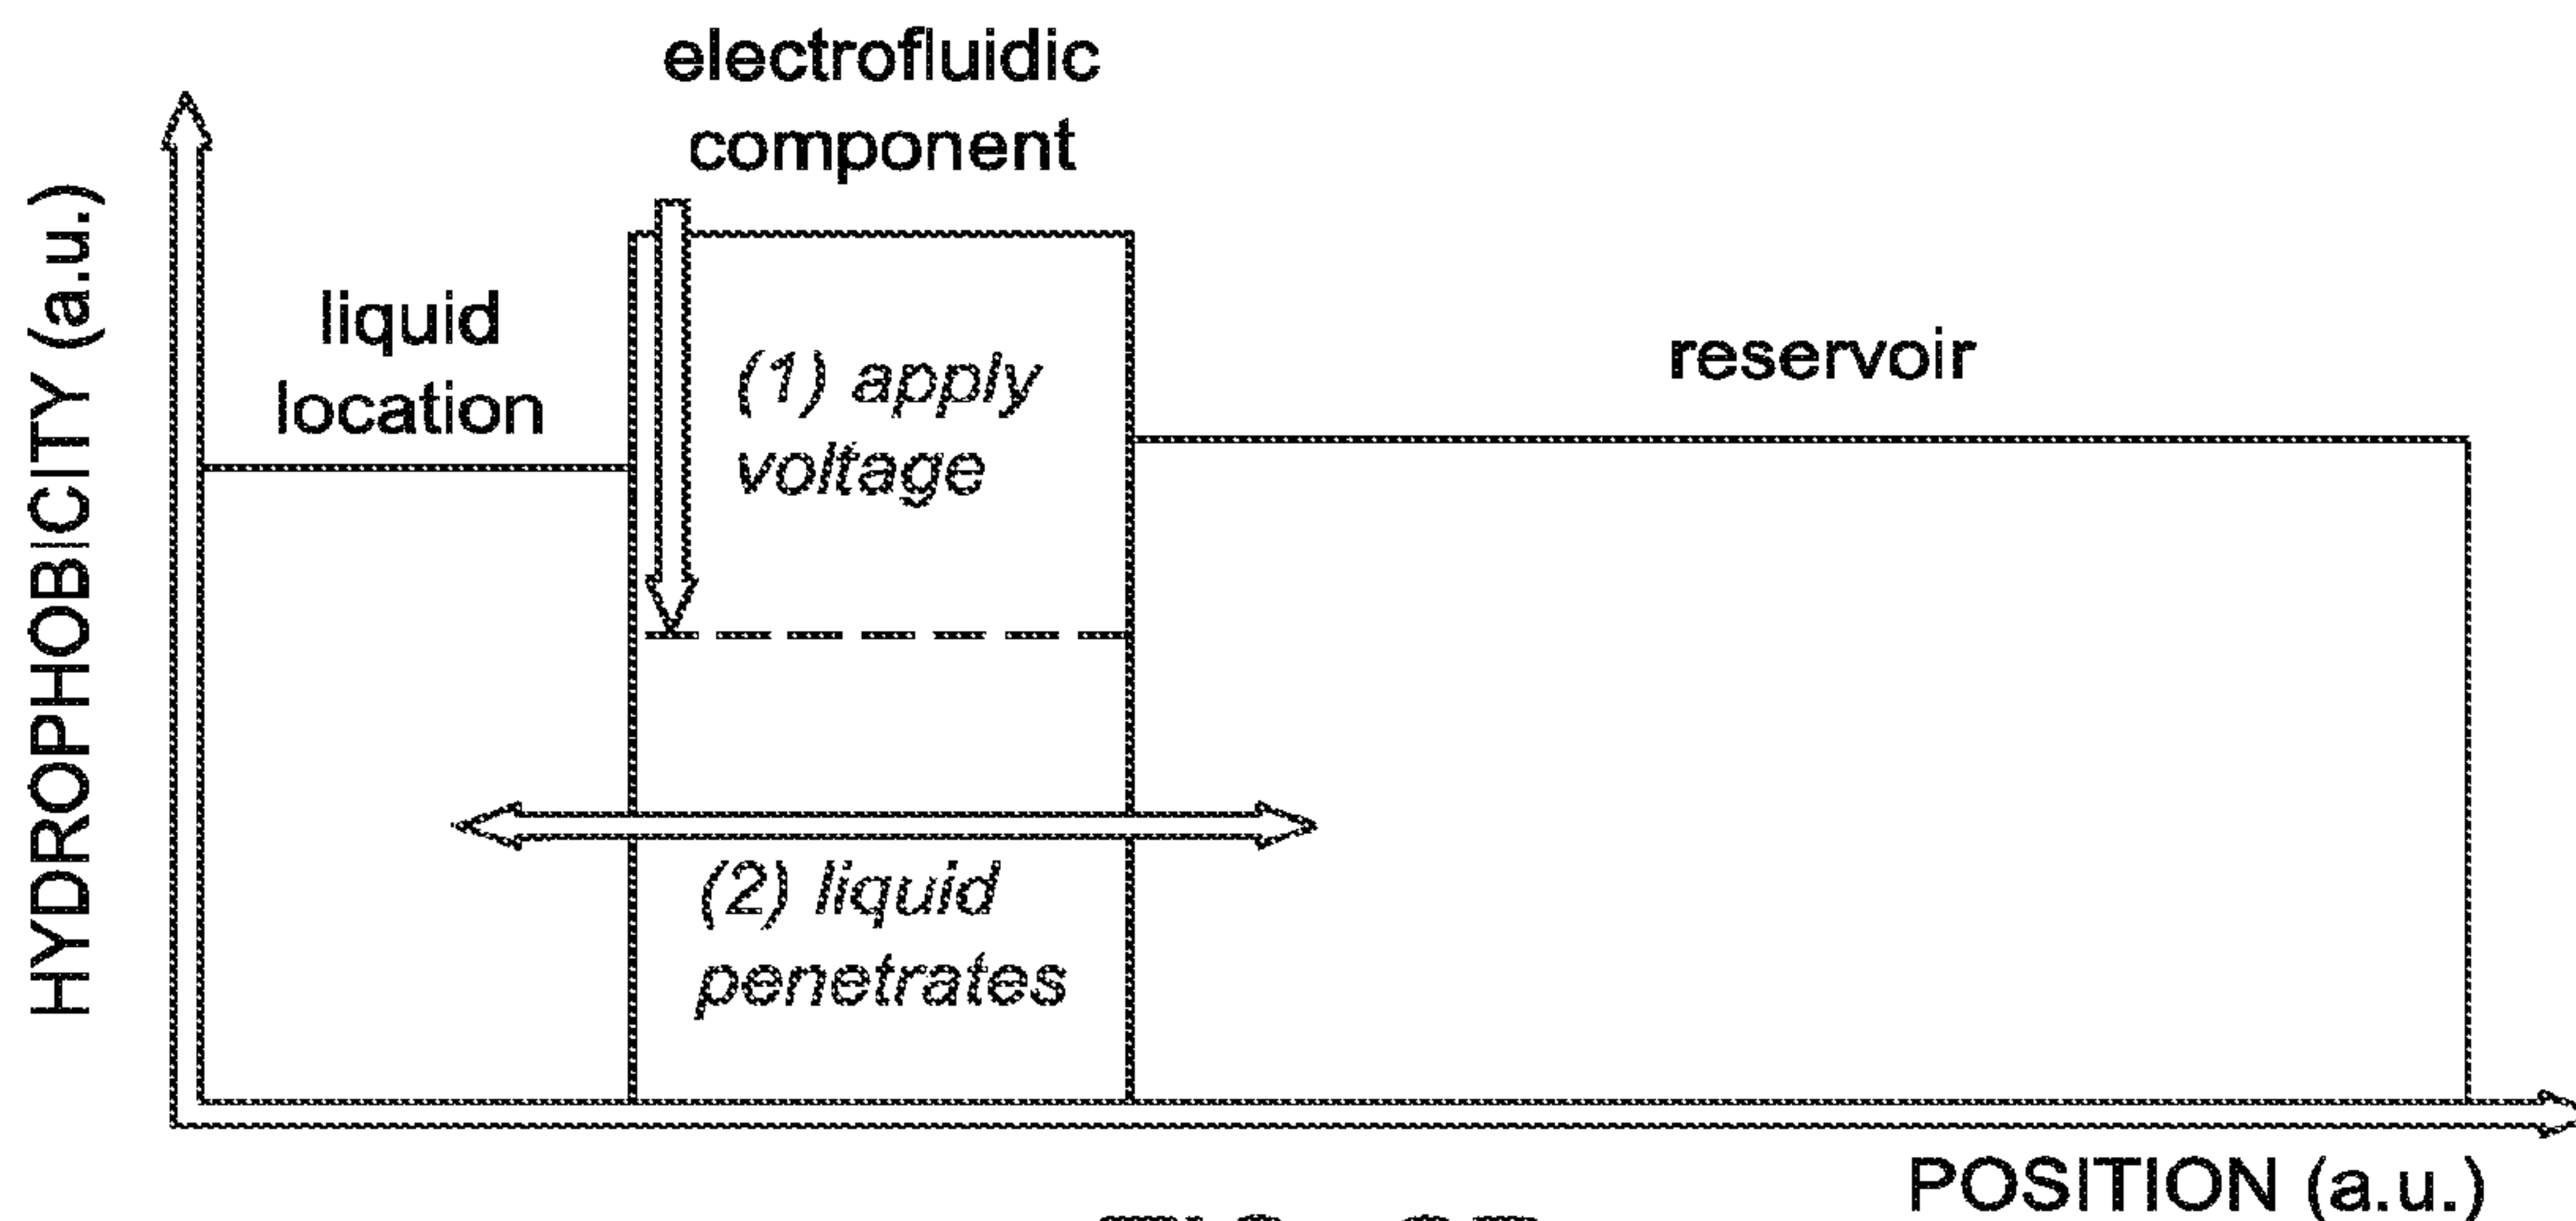 electrofluidic
component
HYDROPHOBICITY (a.u.)
liquid
location
(1) apply
voltage
reservoir
(2) liquid
penetrates
POSITION (a.u.)